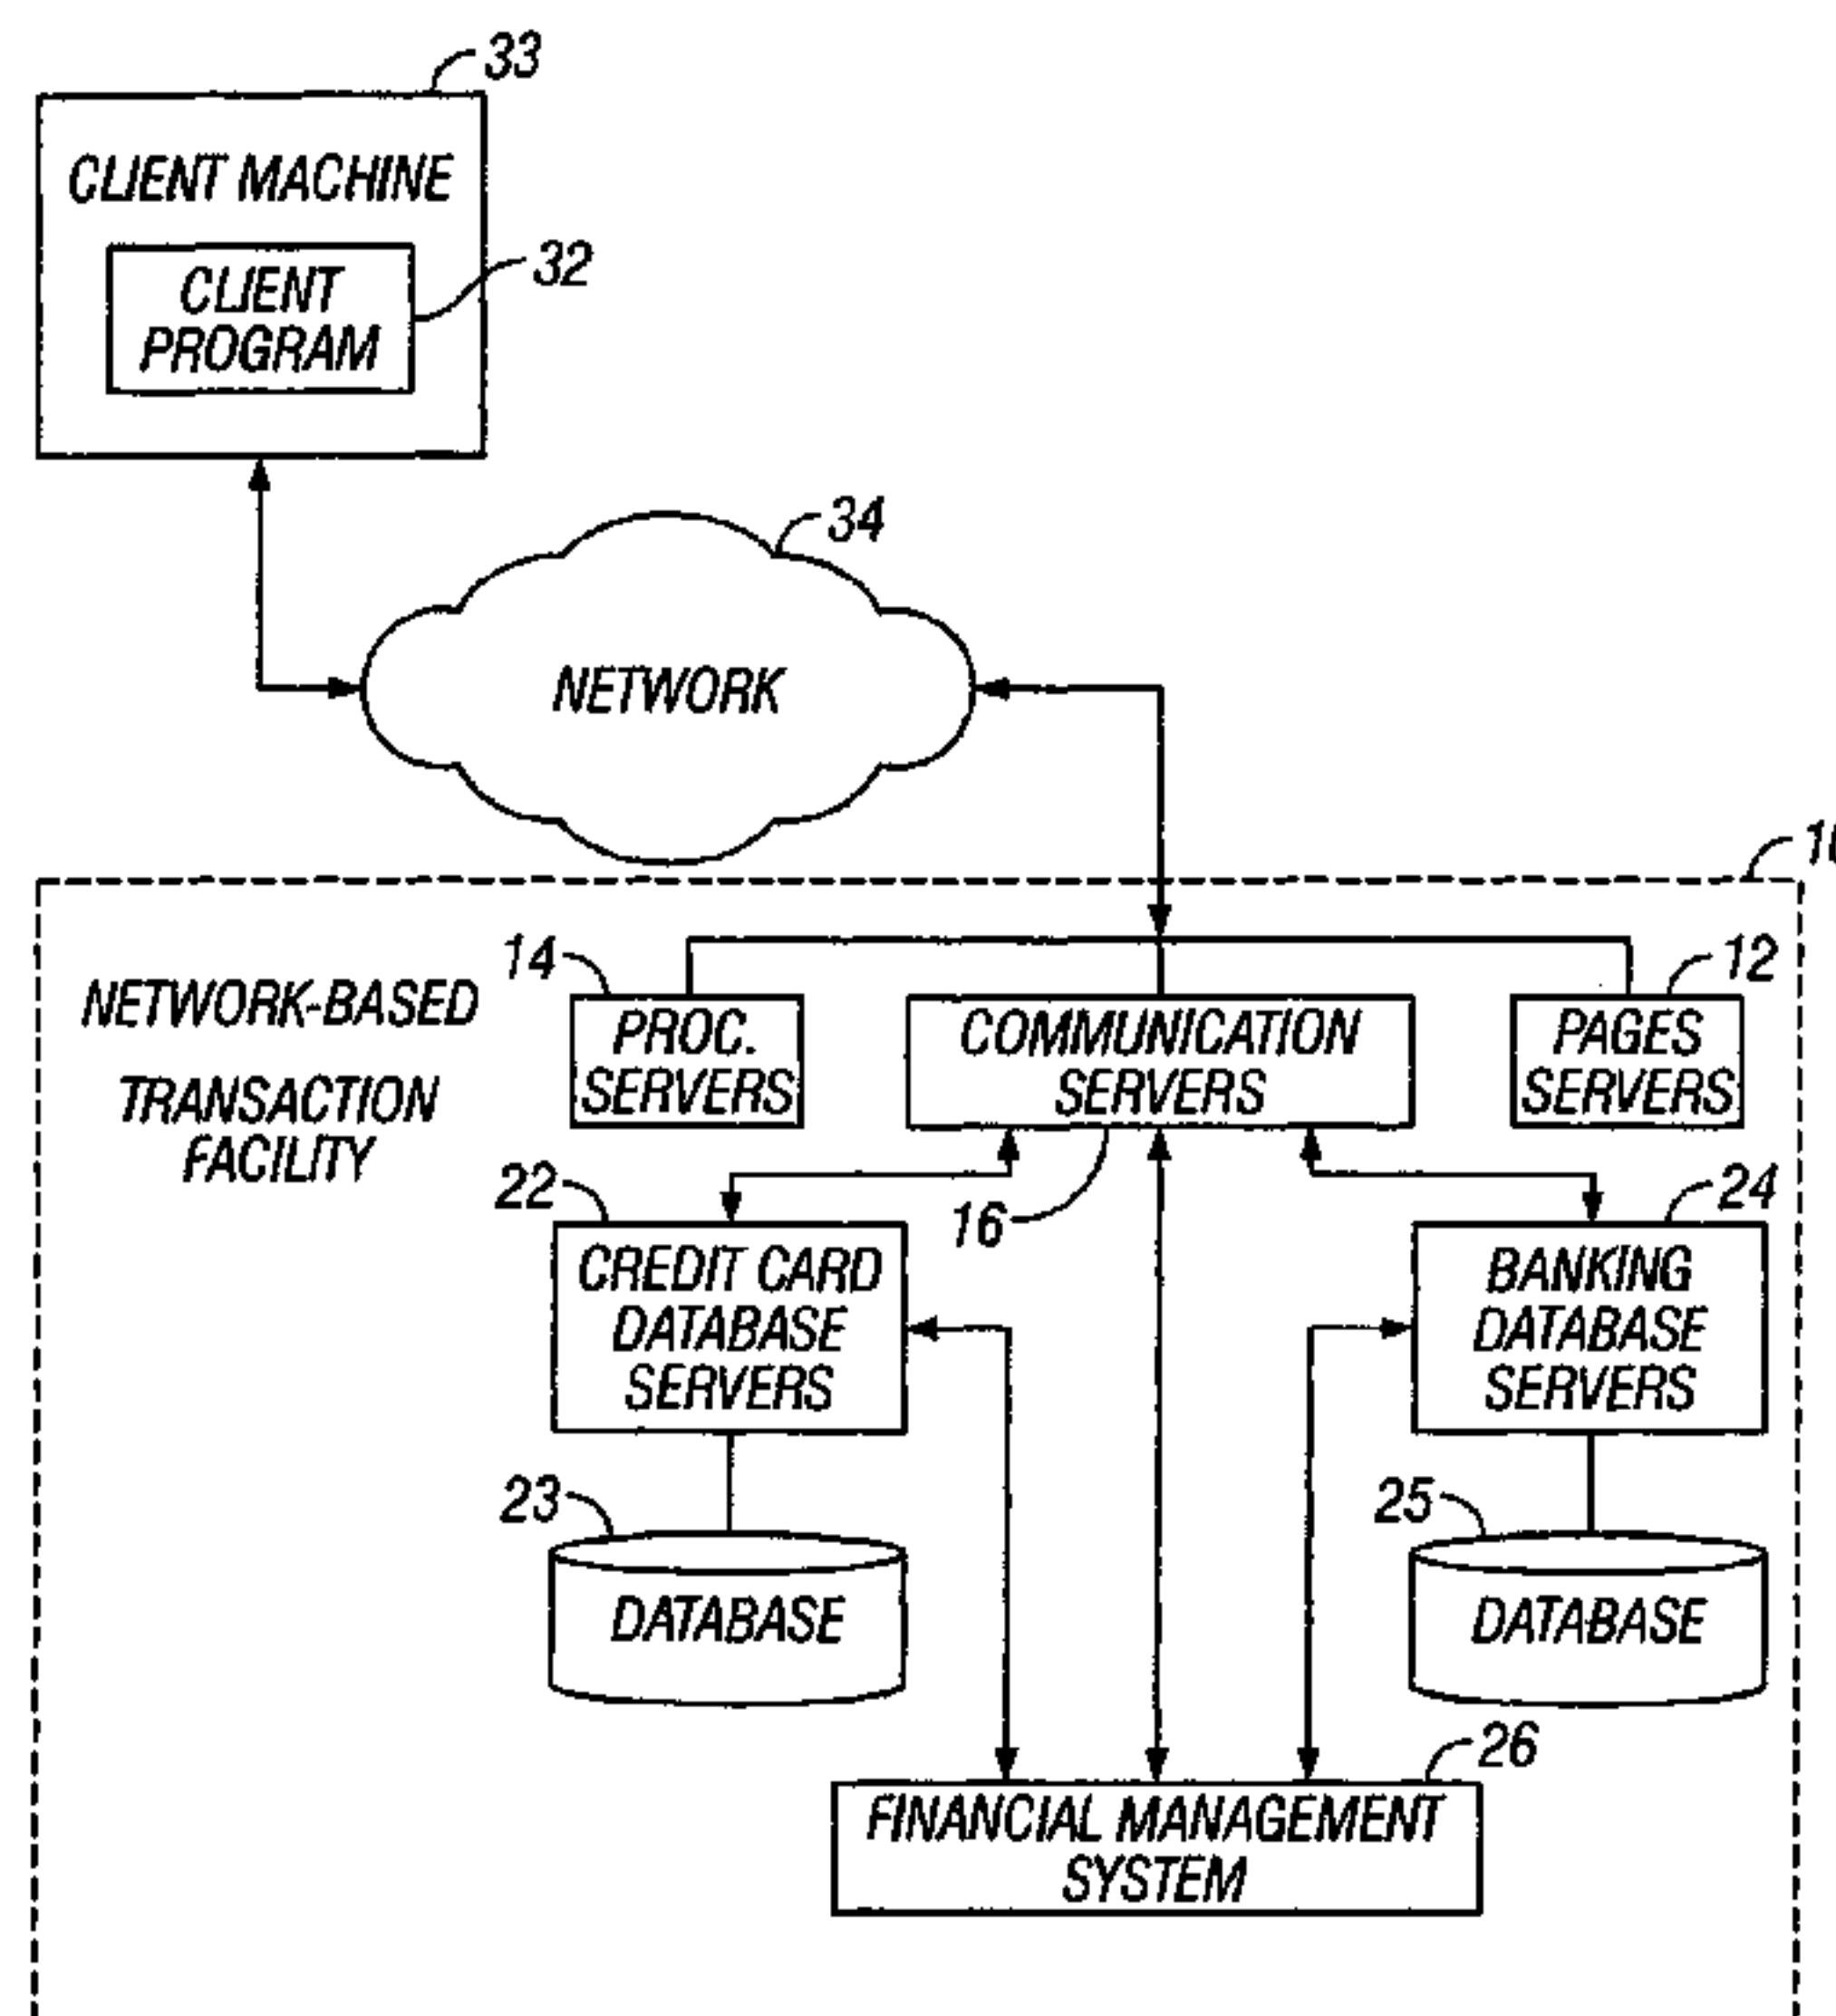 33
CLIENT MACHINE
32
CLIENT
PROGRAM
34
NETWORK
NETWORK-BASED
TRANSACTION
FACILITY
14
PROC.
SERVERS
COMMUNICATION
SERVERS
12
PAGES
SERVERS
16
22
CREDIT CARD
DATABASE
SERVERS
24
BANKING
DATABASE
SERVERS
23
DATABASE
25
DATABASE
26
FINANCIAL MANAGEMENT
SYSTEM